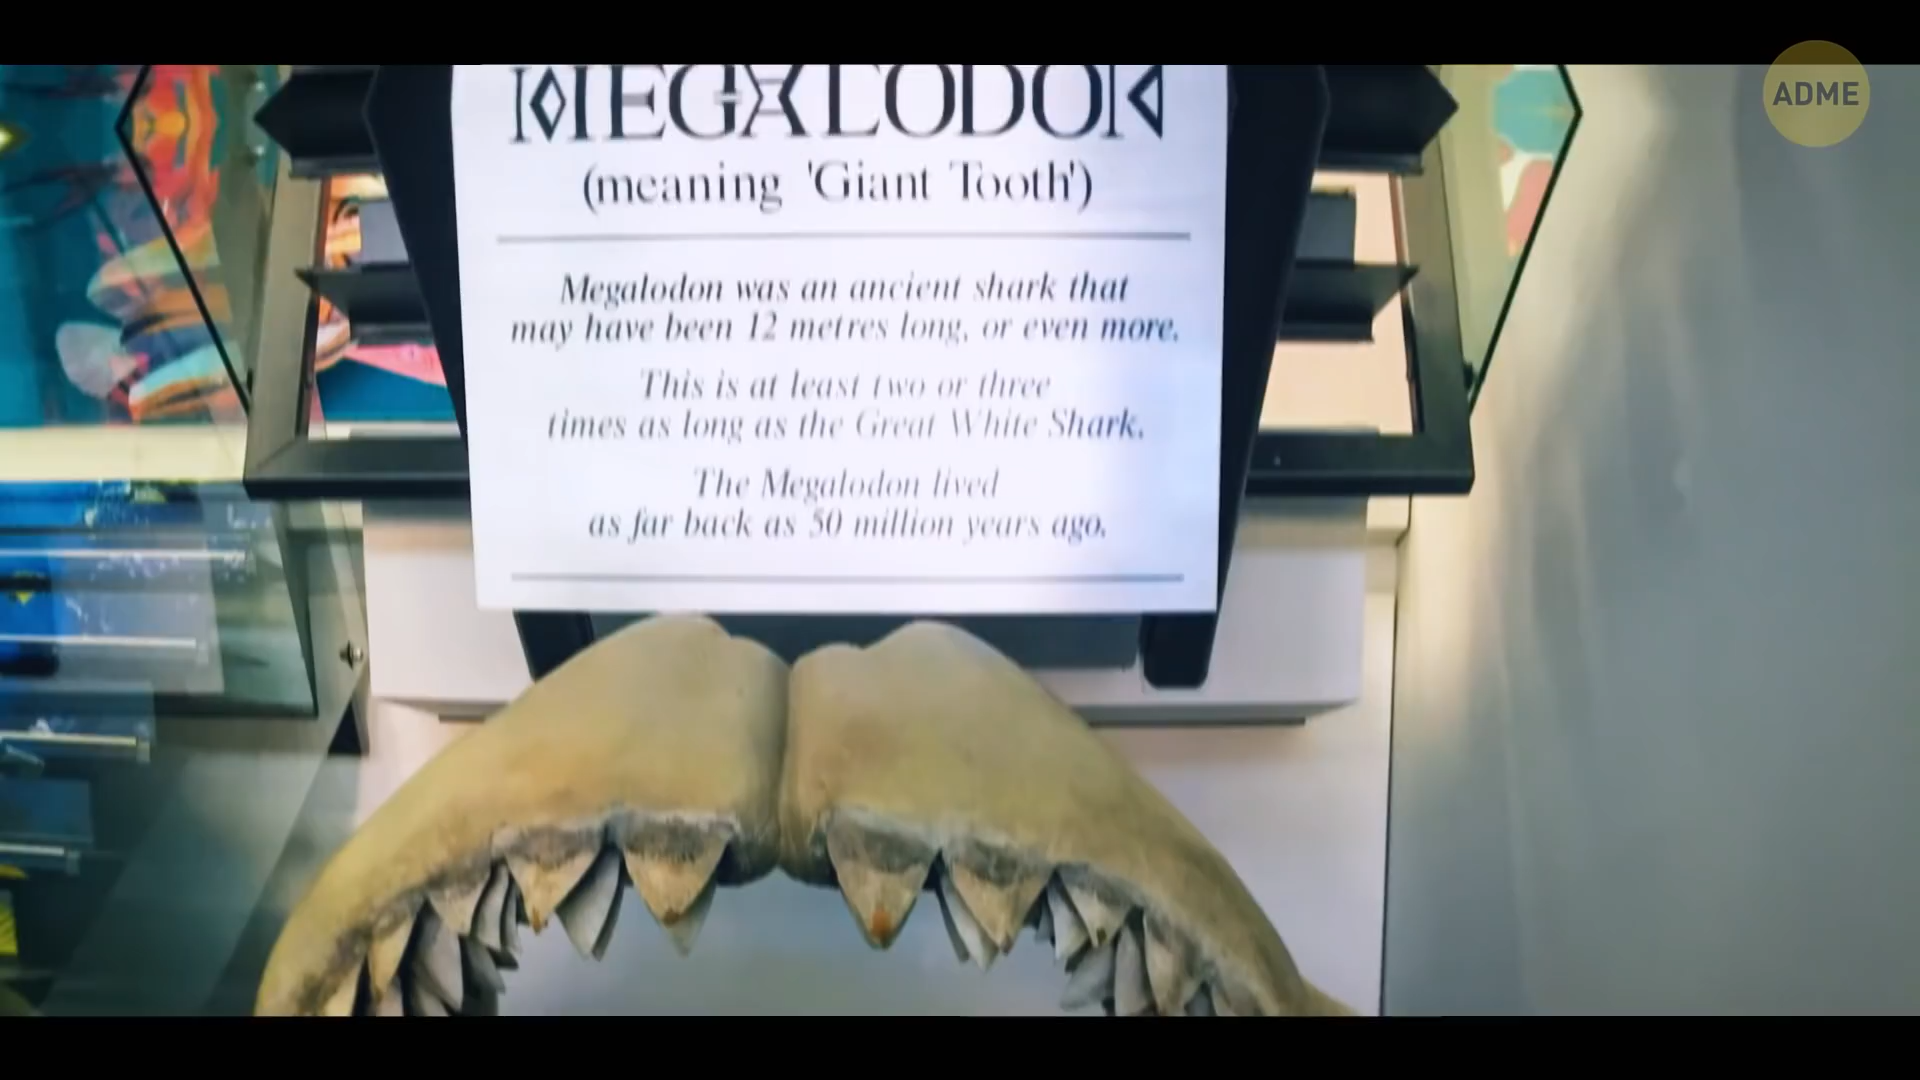 MEGALODON
(meaning 'Giant Tooth')
Megalodon was an ancient shark that
may have been 12 metres long, or even more.
This is at least two or three
times as long as the Great White Shark.
The Megalodon lived
as far back as 50 million years ago.
ADME